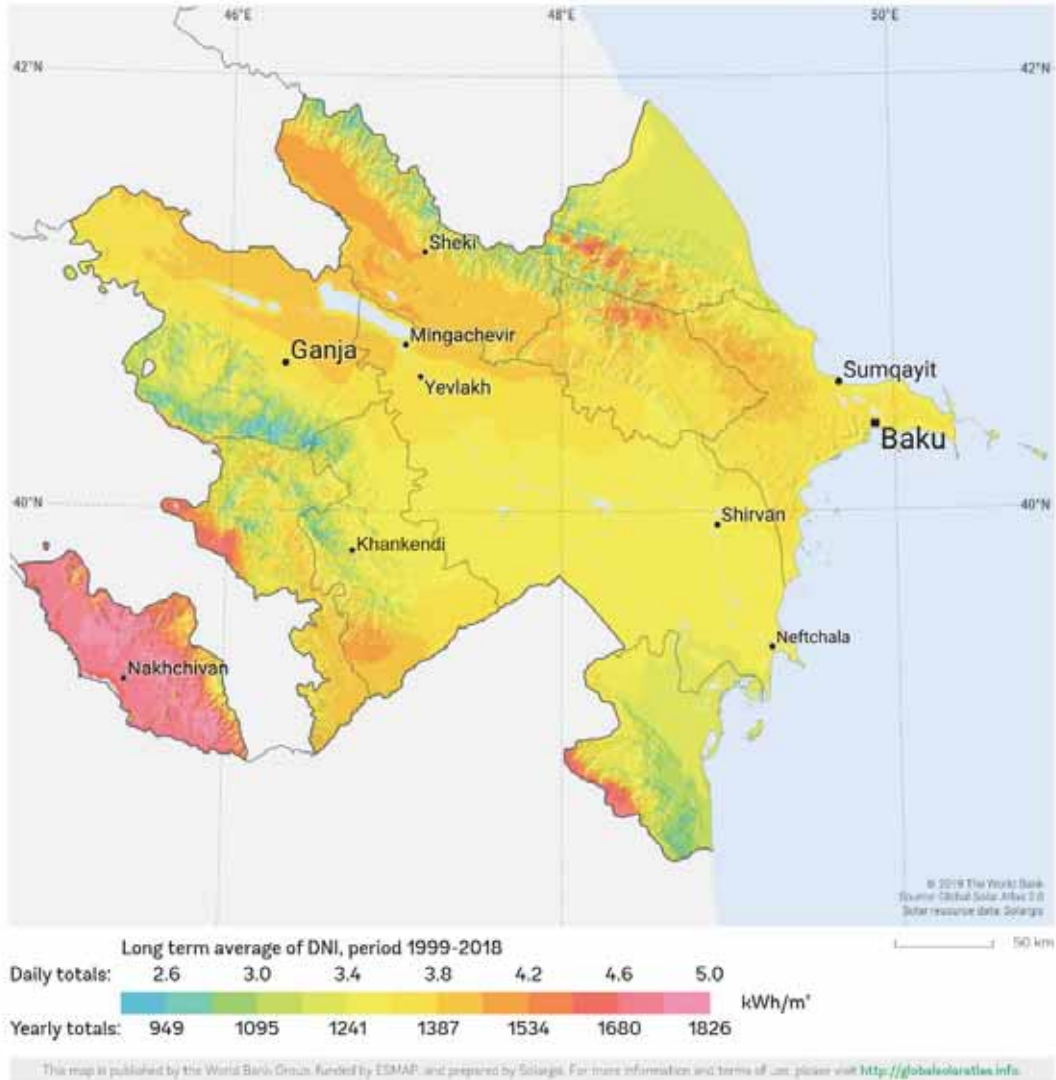 46°E 48°E 50°E
42°N 42°N
Sheki
Mingachevir
Ganja
Yevlakh
Sumqayit
Baku
40°N 40°N
Shirvan
Khankendi
Neftchala
Nakhchivan
© 2019 The World Bank
Source: Global Solar Atlas 2.0
Solar resource data: Solargis
50 km
Long term average of DNI, period 1999-2018
Daily totals: 2.6 3.0 3.4 3.8 4.2 4.6 5.0
kWh/m²
Yearly totals: 949 1095 1241 1387 1534 1680 1826
This map is published by the World Bank Group, funded by ESMAP, and prepared by Solargis. For more information and terms of use, please visit http://globalsolaratlas.info.